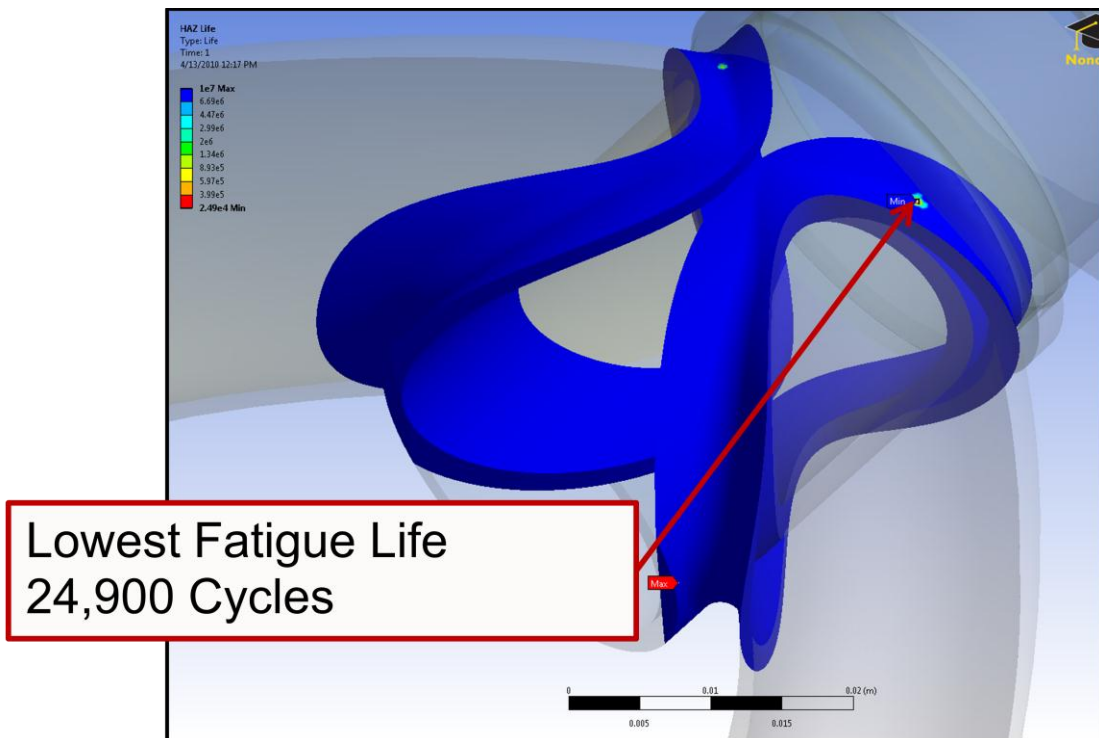 HAZ Life
Type: Life
Time: 1
4/13/2010 12:17 PM
1e7 Max
6.69e6
4.47e6
2.99e6
2e6
1.34e6
8.93e5
5.97e5
3.99e5
2.49e4 Min
Min
Lowest Fatigue Life
24,900 Cycles
Max
0
0.01
0.02 (m)
0.005
0.015